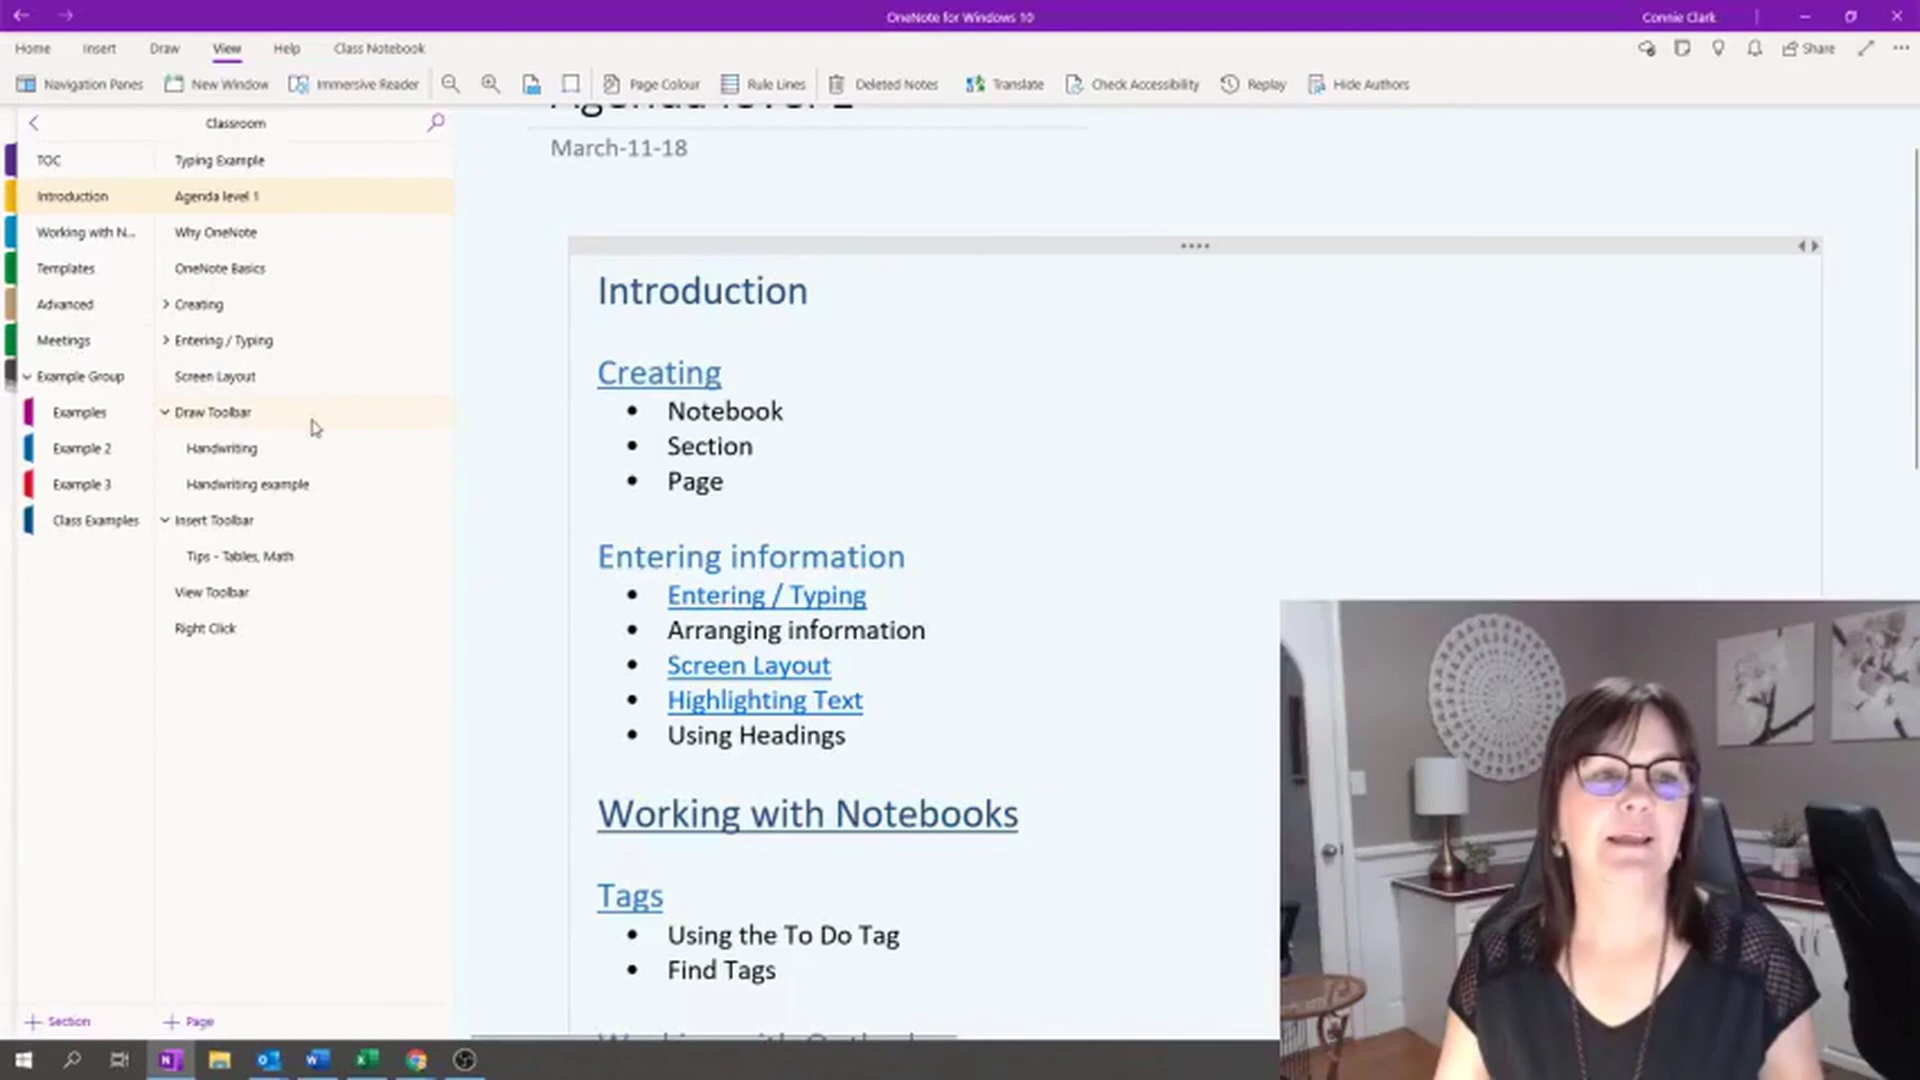 OneNote for Windows 10
Connie Clark
Home Insert Draw View Help Class Notebook
Share
Navigation Panes New Window Immersive Reader Page Colour Rule Lines Deleted Notes Translate Check Accessibility Replay Hide Authors
Classroom
TOC
Introduction
Working with N...
Templates
Advanced
Meetings
Example Group
Examples
Example 2
Example 3
Class Examples
Section
Typing Example
Agenda level 1
Why OneNote
OneNote Basics
Creating
Entering / Typing
Screen Layout
Draw Toolbar
Handwriting
Handwriting example
Insert Toolbar
Tips - Tables, Math
View Toolbar
Right Click
Page
Agenda level 1
March-11-18
Introduction
Creating
• Notebook
• Section
• Page
Entering information
• Entering / Typing
• Arranging information
• Screen Layout
• Highlighting Text
• Using Headings
Working with Notebooks
Tags
• Using the To Do Tag
• Find Tags